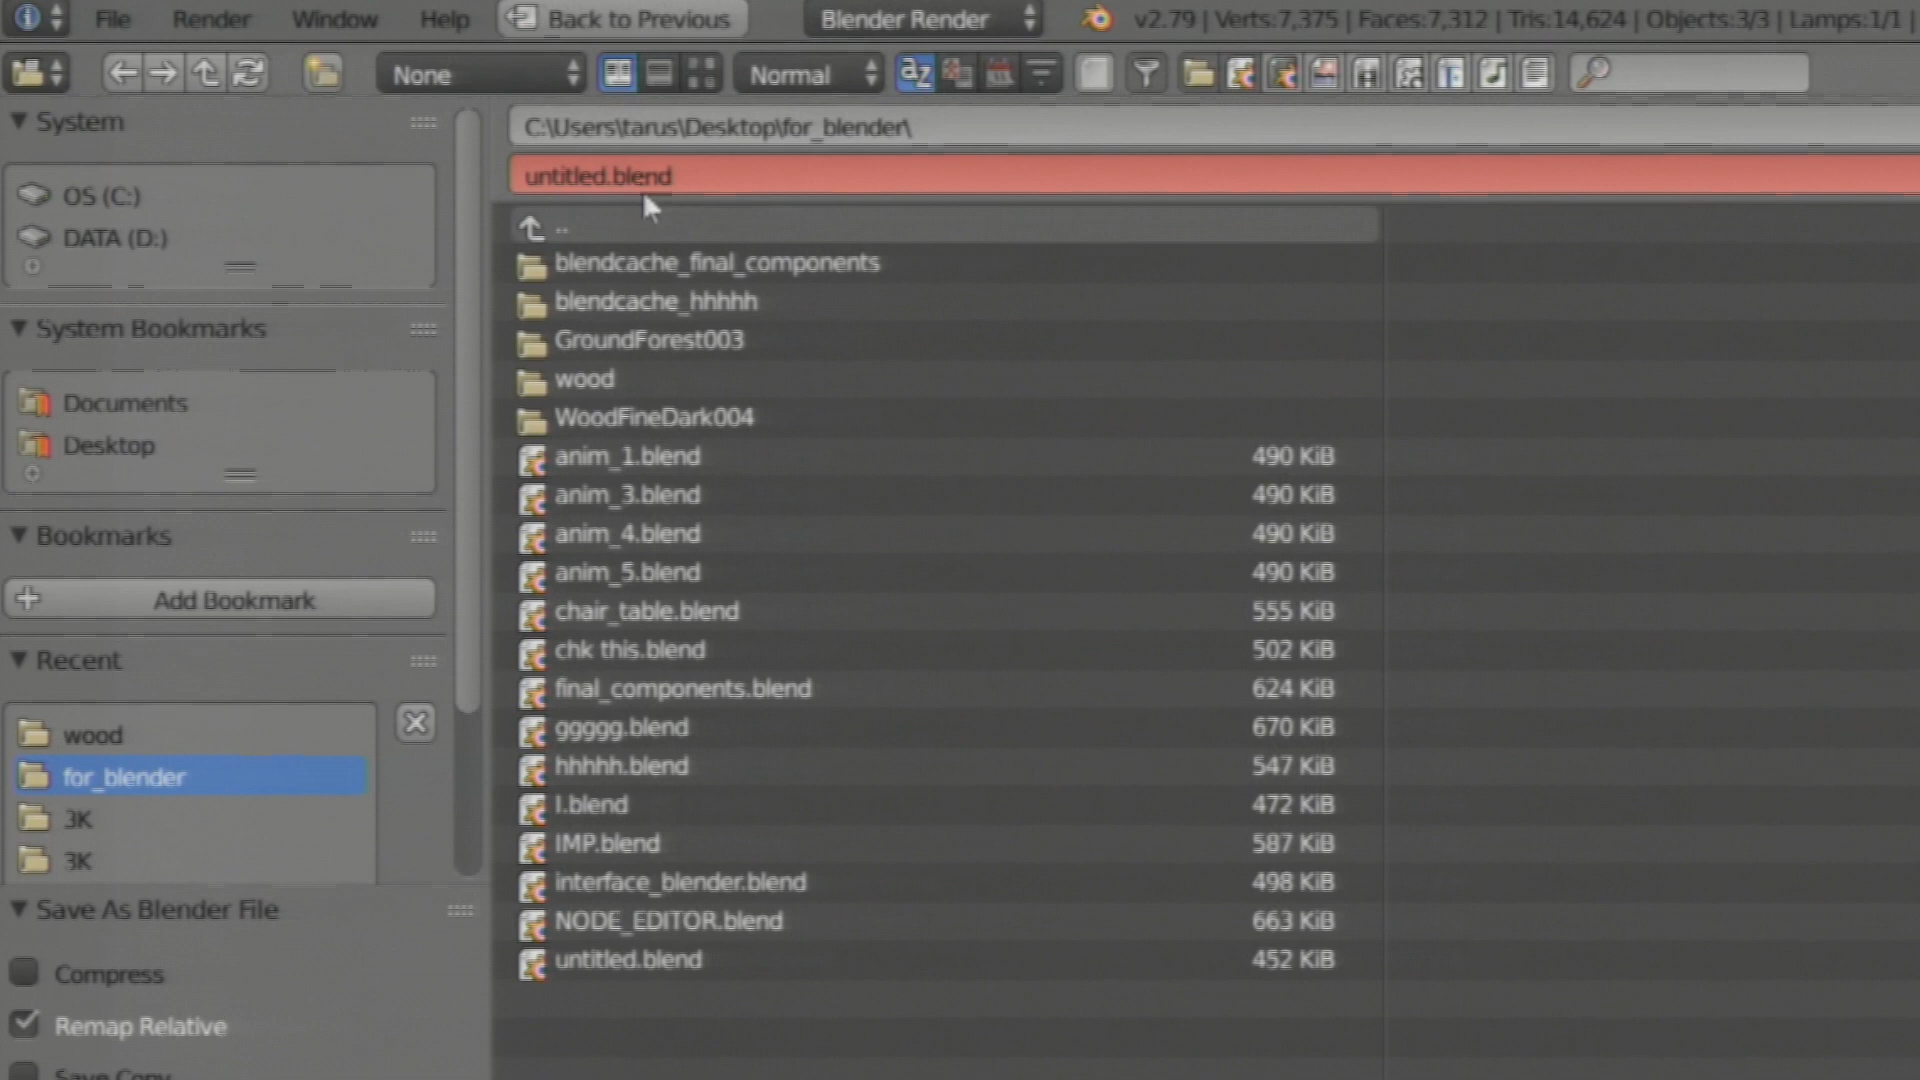 File Render Window Help Back to Previous Blender Render v2.79 | Verts:7,375 | Faces:7,312 | Tris:14,624 | Objects:3/3 | Lamps:1/1 |
None Normal
System
OS (C:)
DATA (D:)
System Bookmarks
Documents
Desktop
Bookmarks
Add Bookmark
Recent
wood
for_blender
3K
3K
Save As Blender File
Compress
Remap Relative
Save Copy
C:\Users\tarus\Desktop\for_blender\
untitled.blend
..
blendcache_final_components
blendcache_hhhhh
GroundForest003
wood
WoodFineDark004
anim_1.blend 490 KiB
anim_3.blend 490 KiB
anim_4.blend 490 KiB
anim_5.blend 490 KiB
chair_table.blend 555 KiB
chk this.blend 502 KiB
final_components.blend 624 KiB
ggggg.blend 670 KiB
hhhhh.blend 547 KiB
I.blend 472 KiB
IMP.blend 587 KiB
interface_blender.blend 498 KiB
NODE_EDITOR.blend 663 KiB
untitled.blend 452 KiB